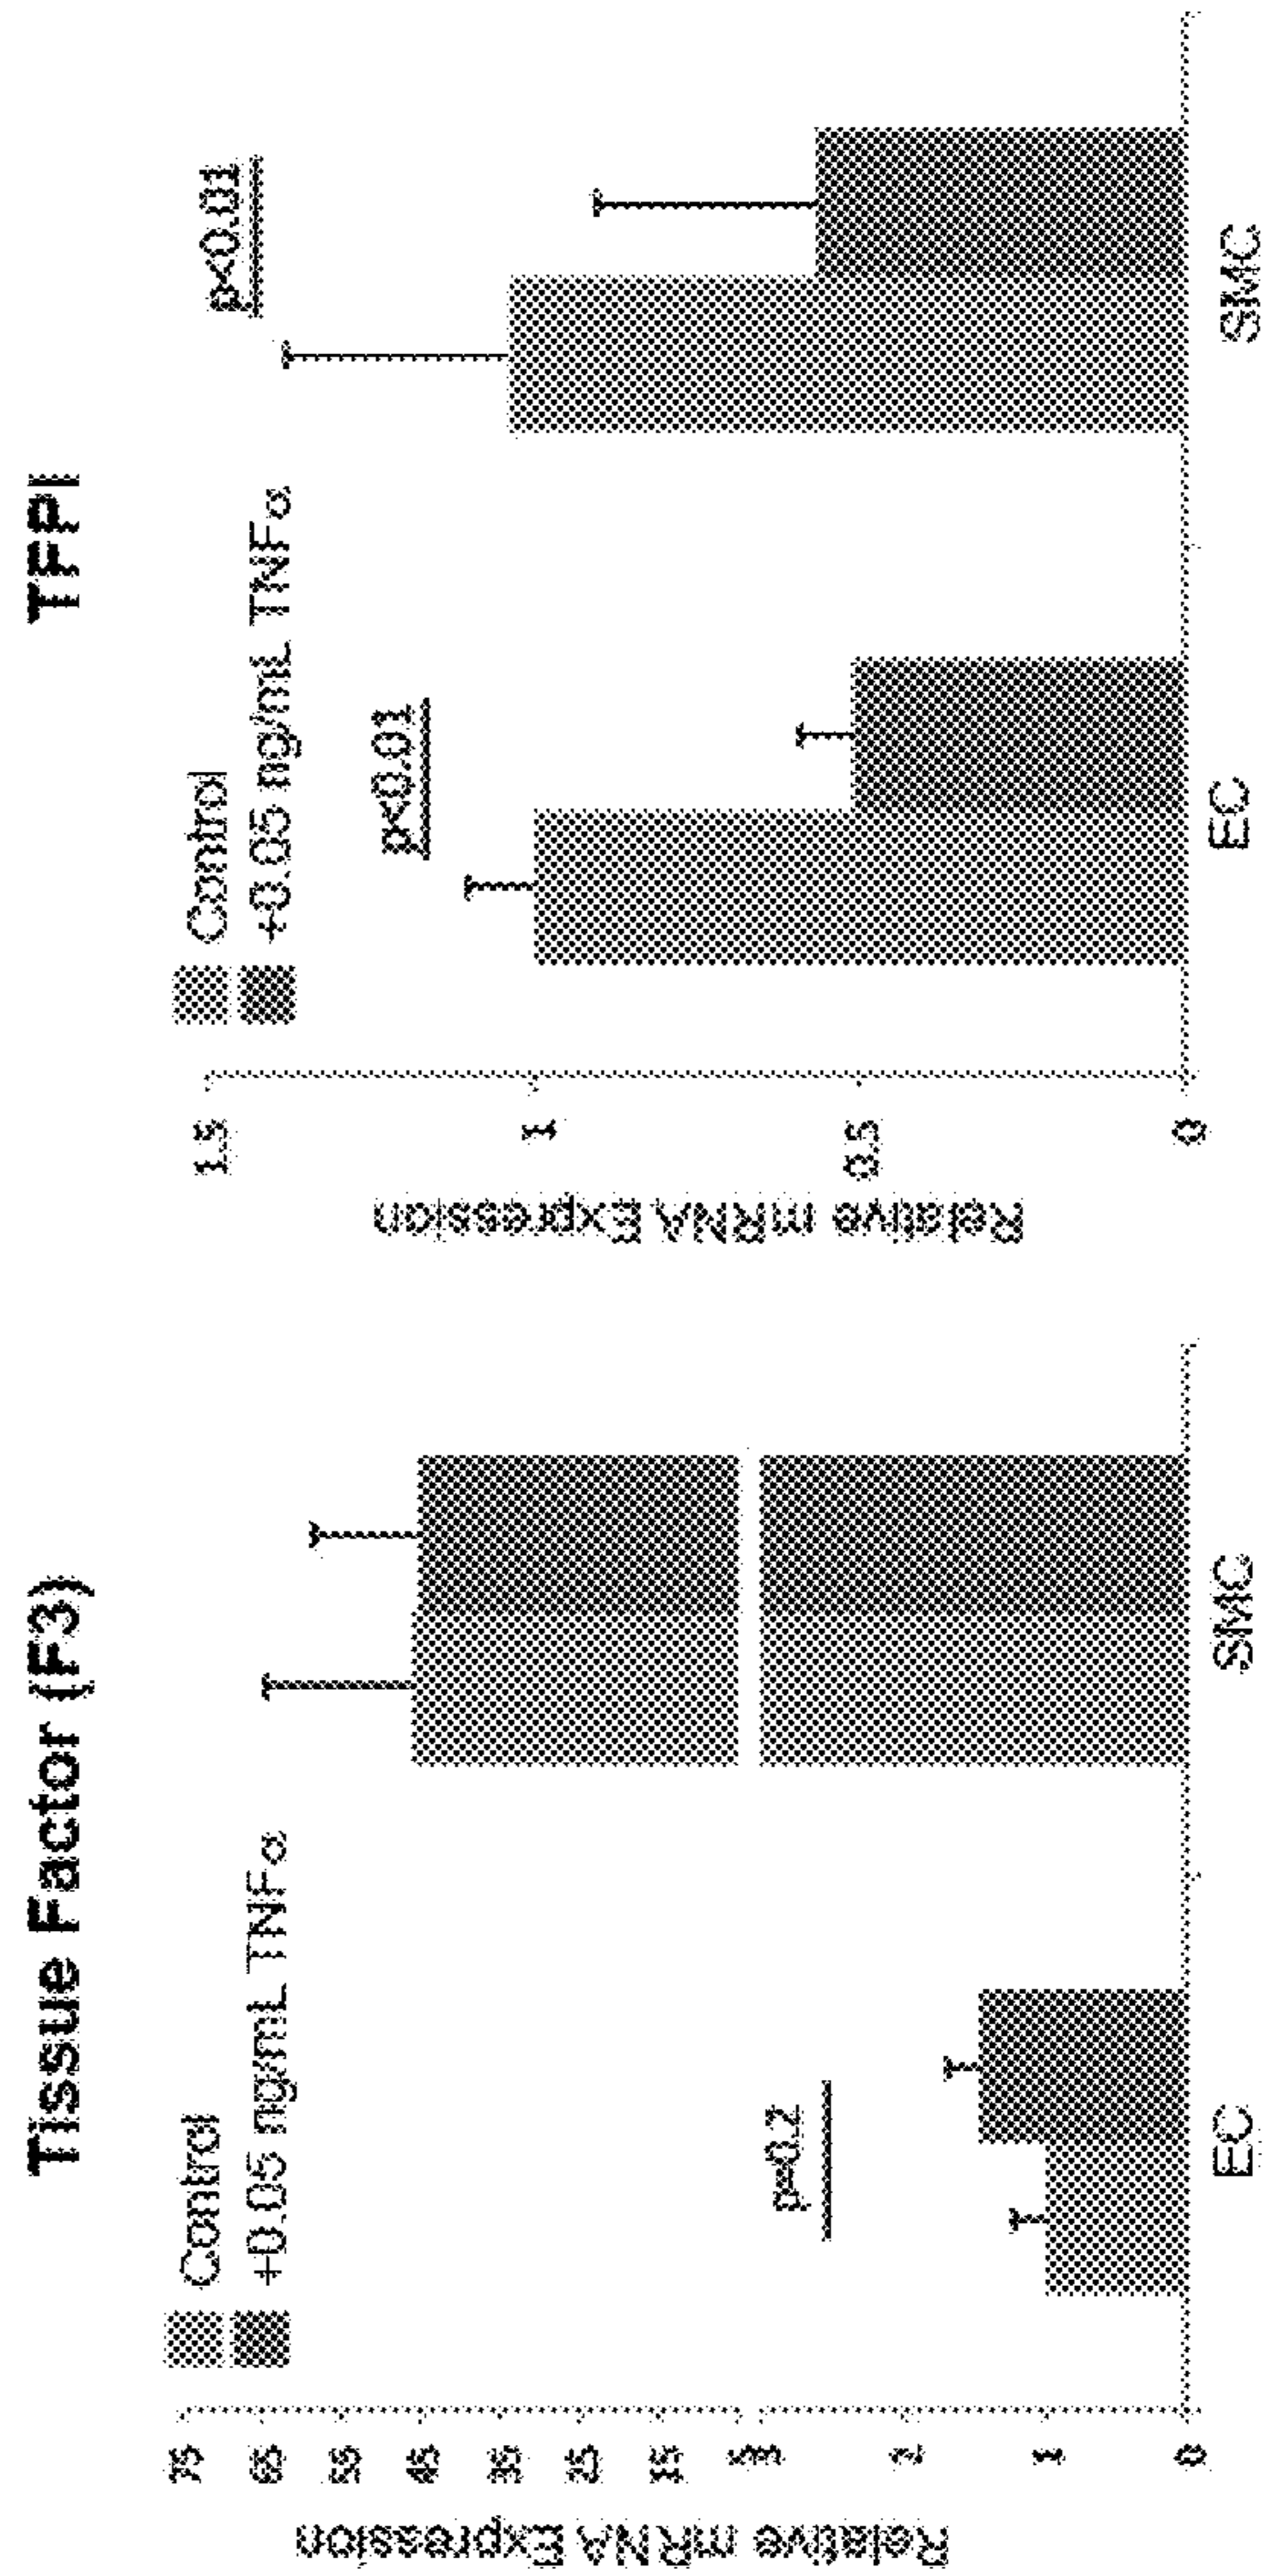 Tissue Factor (F3)
Control
+0.05 ng/mL TNFα
Relative mRNA Expression
75
65
55
45
35
25
15
5
3
2
1
0
p=0.2
EC
SMC
TFPI
Control
+0.05 ng/mL TNFα
Relative mRNA Expression
1.5
1
0.5
0
p<0.01
p<0.01
EC
SMC